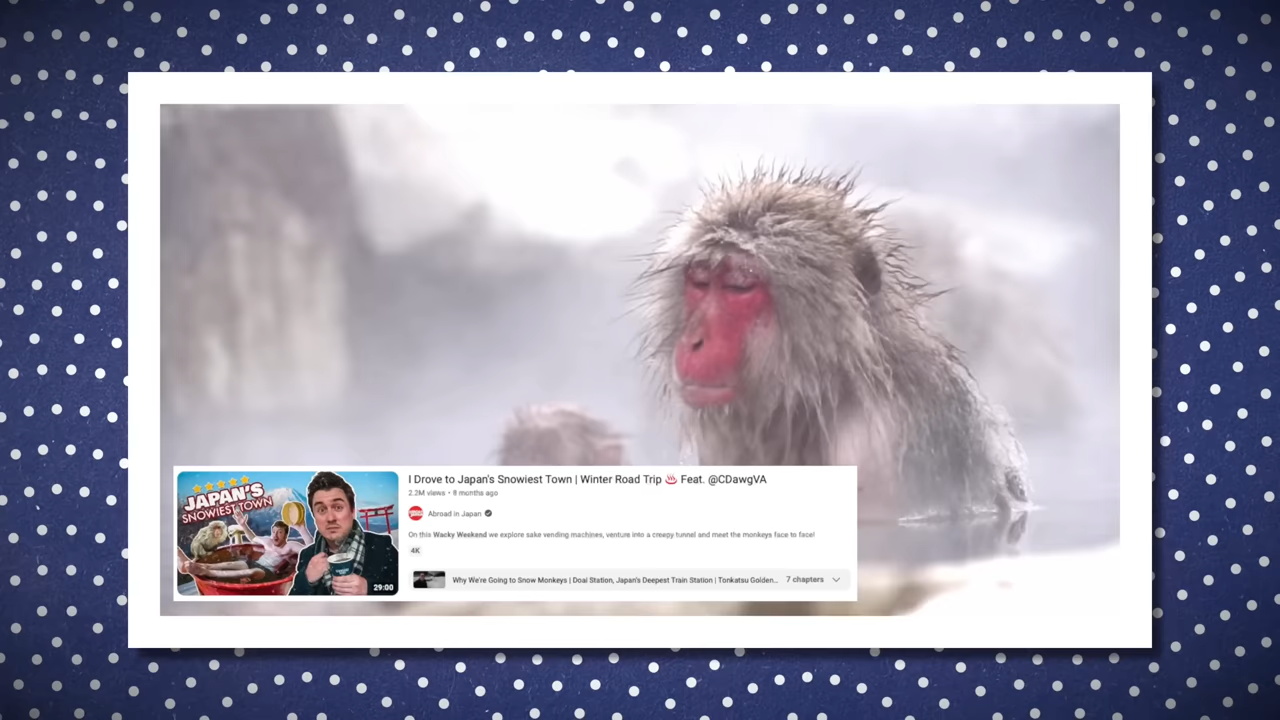 JAPAN'S
SNOWIEST TOWN
29:00
I Drove to Japan's Snowiest Town | Winter Road Trip ♨️ Feat. @CDawgVA
2.2M views • 8 months ago
Abroad in Japan
On this Wacky Weekend we explore sake vending machines, venture into a creepy tunnel and meet the monkeys face to face!
4K
Why We're Going to Snow Monkeys | Doai Station, Japan's Deepest Train Station | Tonkatsu Golden...
7 chapters